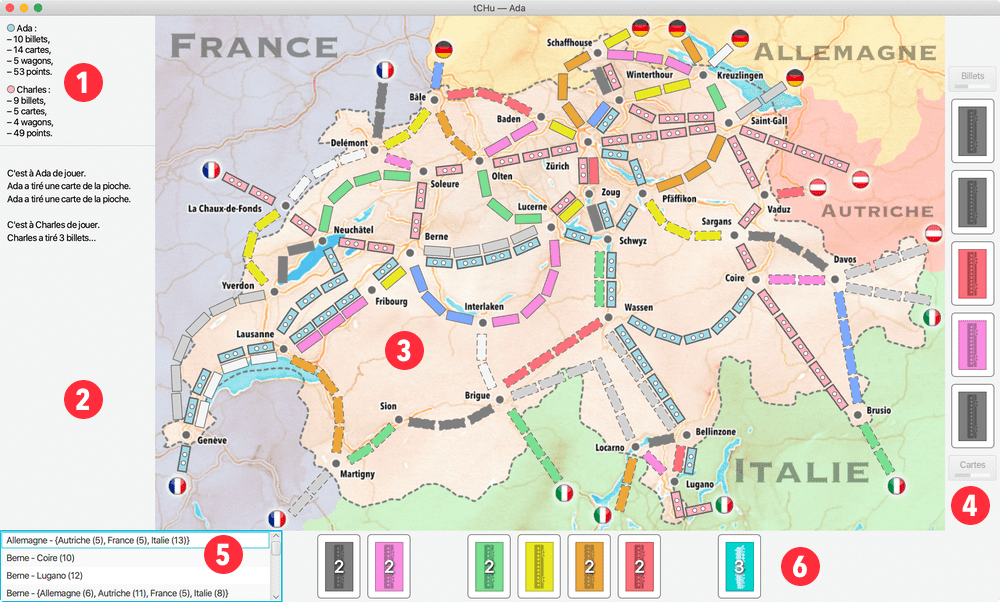 tCHu — Ada
Ada :
– 10 billets,
– 14 cartes,
– 5 wagons,
– 53 points.
Charles :
– 9 billets,
– 5 cartes,
– 4 wagons,
– 49 points.
1
C'est à Ada de jouer.
Ada a tiré une carte de la pioche.
Ada a tiré une carte de la pioche.
C'est à Charles de jouer.
Charles a tiré 3 billets...
2
FRANCE
ALLEMAGNE
Schaffhouse
Winterthour
Kreuzlingen
Bâle
Baden
Saint-Gall
Delémont
Zürich
Olten
Soleure
La Chaux-de-Fonds
Zoug
Pfäffikon
Vaduz
Lucerne
AUTRICHE
Neuchâtel
Berne
Schwyz
Sargans
Davos
Yverdon
Fribourg
Coire
Interlaken
Wassen
Lausanne
3
Brigue
Sion
Brusio
Genève
Bellinzone
Locarno
Martigny
Lugano
ITALIE
Billets
Cartes
4
Allemagne - {Autriche (5), France (5), Italie (13)}
Berne - Coire (10)
Berne - Lugano (12)
Berne - {Allemagne (6), Autriche (11), France (5), Italie (8)}
5
2
2
2
2
2
3
6